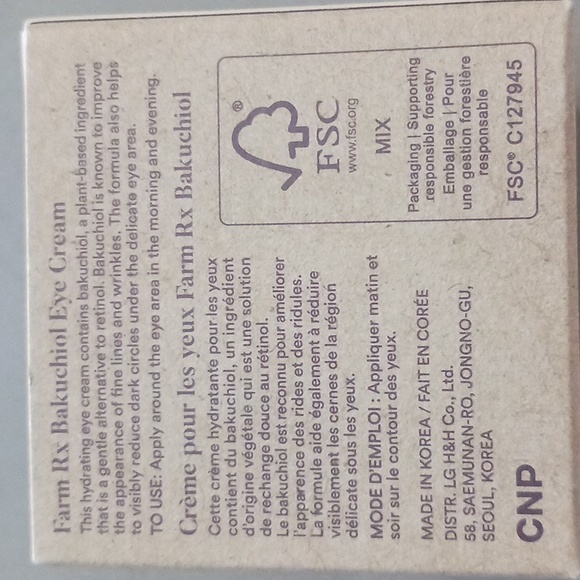 Farm Rx Bakuchiol Eye Cream
This hydrating eye cream contains bakuchiol, a plant-based ingredient
that is a gentle alternative to retinol. Bakuchiol is known to improve
the appearance of fine lines and wrinkles. The formula also helps
to visibly reduce dark circles under the delicate eye area.
TO USE: Apply around the eye area in the morning and evening.
Crème pour les yeux Farm Rx Bakuchiol
Cette crème hydratante pour les yeux
contient du bakuchiol, un ingrédient
d'origine végétale qui est une solution
de rechange douce au rétinol.
Le bakuchiol est reconnu pour améliorer
l'apparence des rides et des ridules.
La formule aide également à réduire
visiblement les cernes de la région
délicate sous les yeux.
MODE D'EMPLOI : Appliquer matin et
soir sur le contour des yeux.
MADE IN KOREA / FAIT EN CORÉE
DISTR. LG H&H Co., Ltd.
58, SAEMUNAN-RO, JONGNO-GU,
SEOUL, KOREA
CNP
®
FSC
www.fsc.org
MIX
Packaging | Supporting
responsible forestry
Emballage | Pour
une gestion forestière
responsable
FSC® C127945